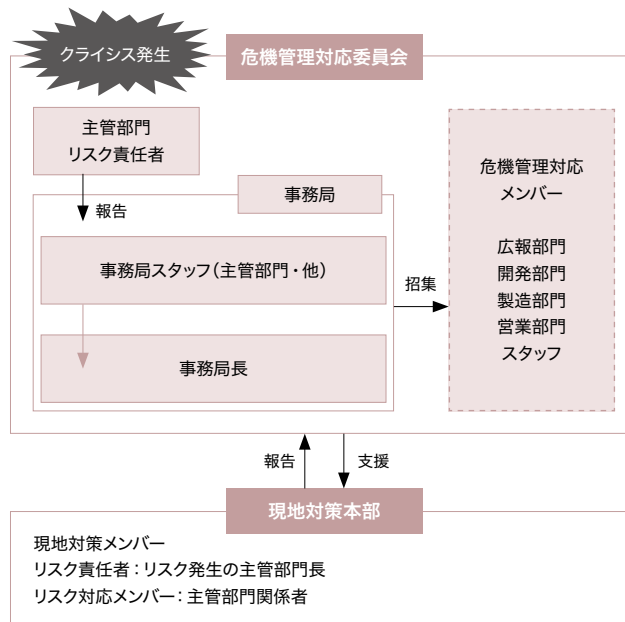 クライシス発生
危機管理対応委員会
主管部門
リスク責任者
報告
事務局
事務局スタッフ（主管部門・他）
事務局長
招集
危機管理対応
メンバー
広報部門
開発部門
製造部門
営業部門
スタッフ
報告
支援
現地対策本部
現地対策メンバー
リスク責任者：リスク発生の主管部門長
リスク対応メンバー：主管部門関係者